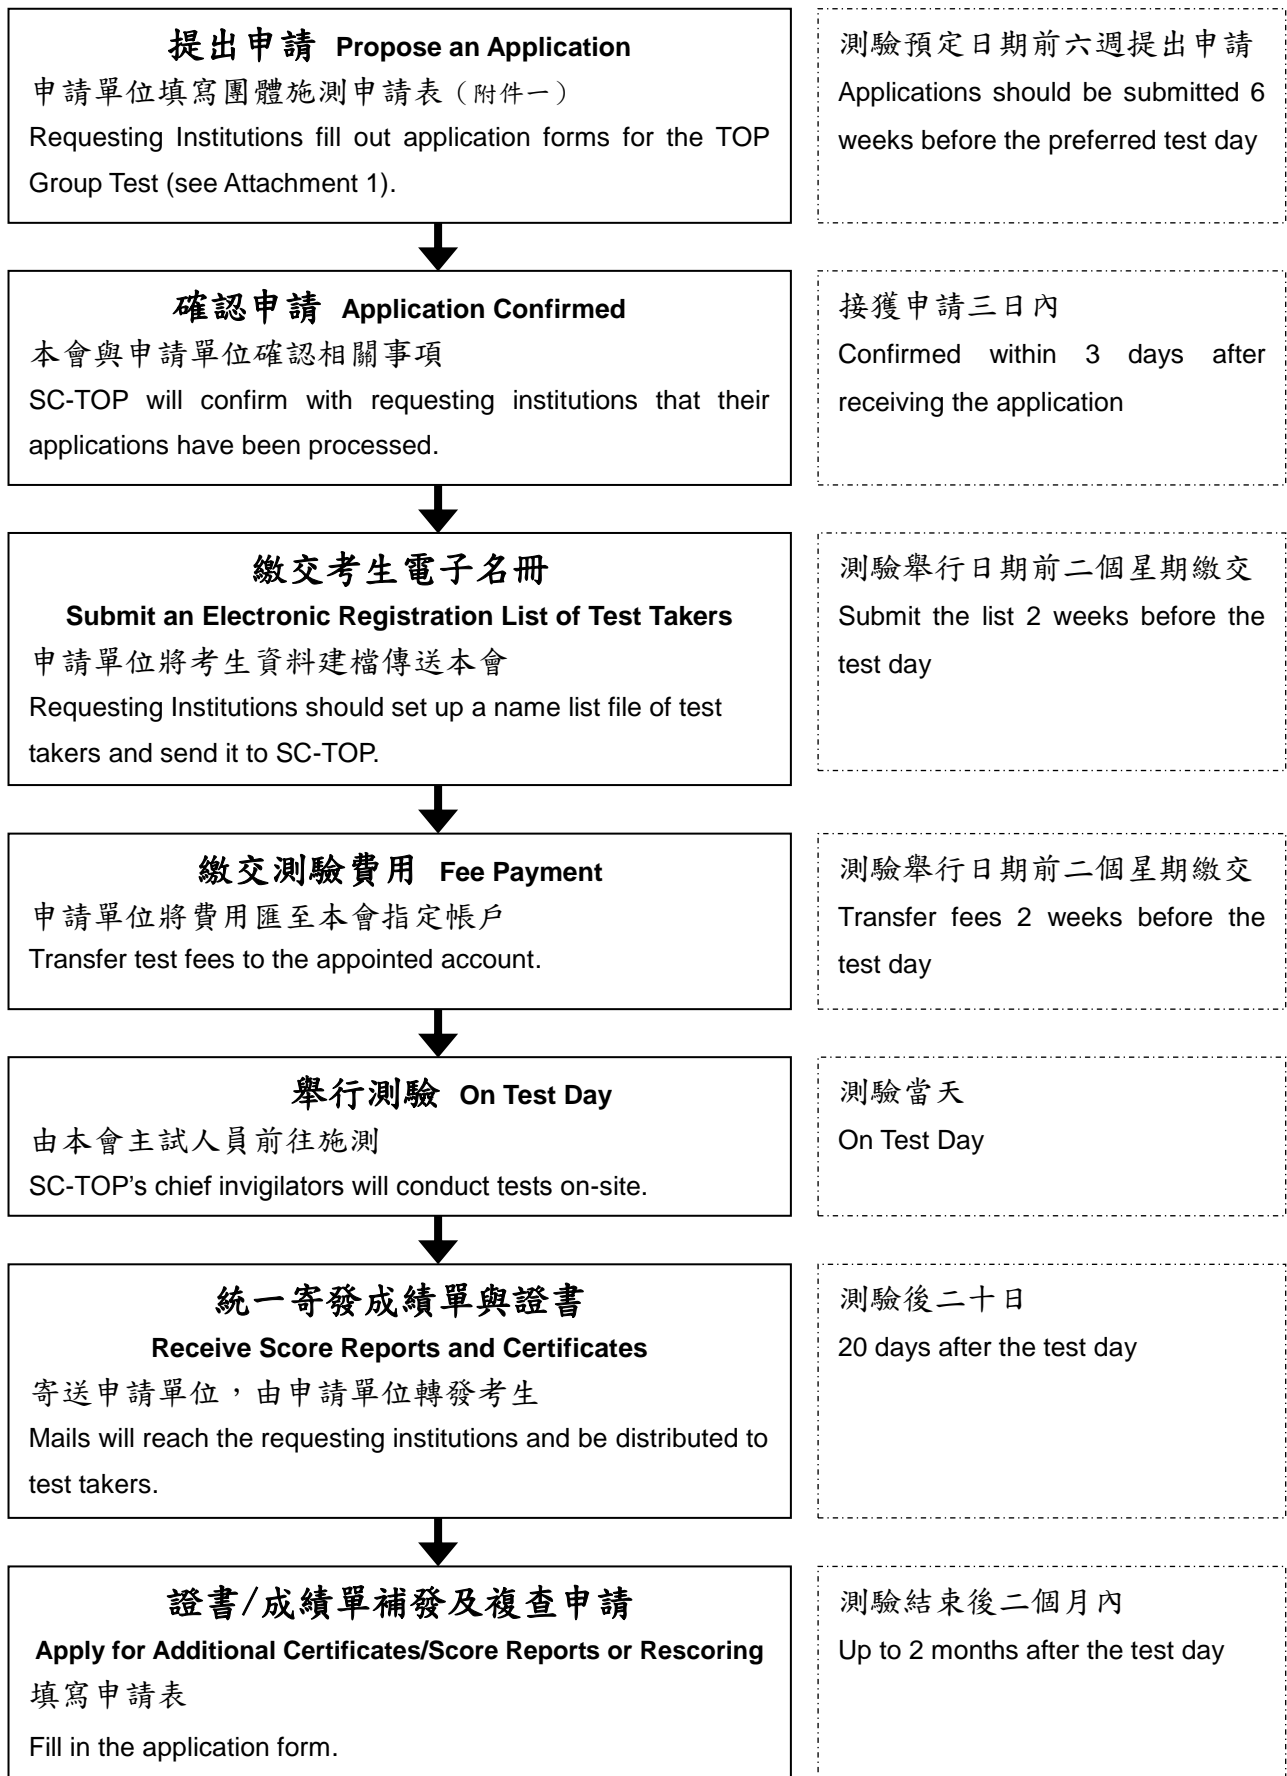 提出申請 Propose an Application
申請單位填寫團體施測申請表（附件一）
Requesting Institutions fill out application forms for the TOP
Group Test (see Attachment 1).
測驗預定日期前六週提出申請
Applications should be submitted 6
weeks before the preferred test day
確認申請 Application Confirmed
本會與申請單位確認相關事項
SC-TOP will confirm with requesting institutions that their
applications have been processed.
接獲申請三日內
Confirmed within 3 days after
receiving the application
繳交考生電子名冊
Submit an Electronic Registration List of Test Takers
申請單位將考生資料建檔傳送本會
Requesting Institutions should set up a name list file of test
takers and send it to SC-TOP.
測驗舉行日期前二個星期繳交
Submit the list 2 weeks before the
test day
繳交測驗費用 Fee Payment
申請單位將費用匯至本會指定帳戶
Transfer test fees to the appointed account.
測驗舉行日期前二個星期繳交
Transfer fees 2 weeks before the
test day
舉行測驗 On Test Day
由本會主試人員前往施測
SC-TOP’s chief invigilators will conduct tests on-site.
測驗當天
On Test Day
統一寄發成績單與證書
Receive Score Reports and Certificates
寄送申請單位，由申請單位轉發考生
Mails will reach the requesting institutions and be distributed to
test takers.
測驗後二十日
20 days after the test day
證書/成績單補發及複查申請
Apply for Additional Certificates/Score Reports or Rescoring
填寫申請表
Fill in the application form.
測驗結束後二個月內
Up to 2 months after the test day